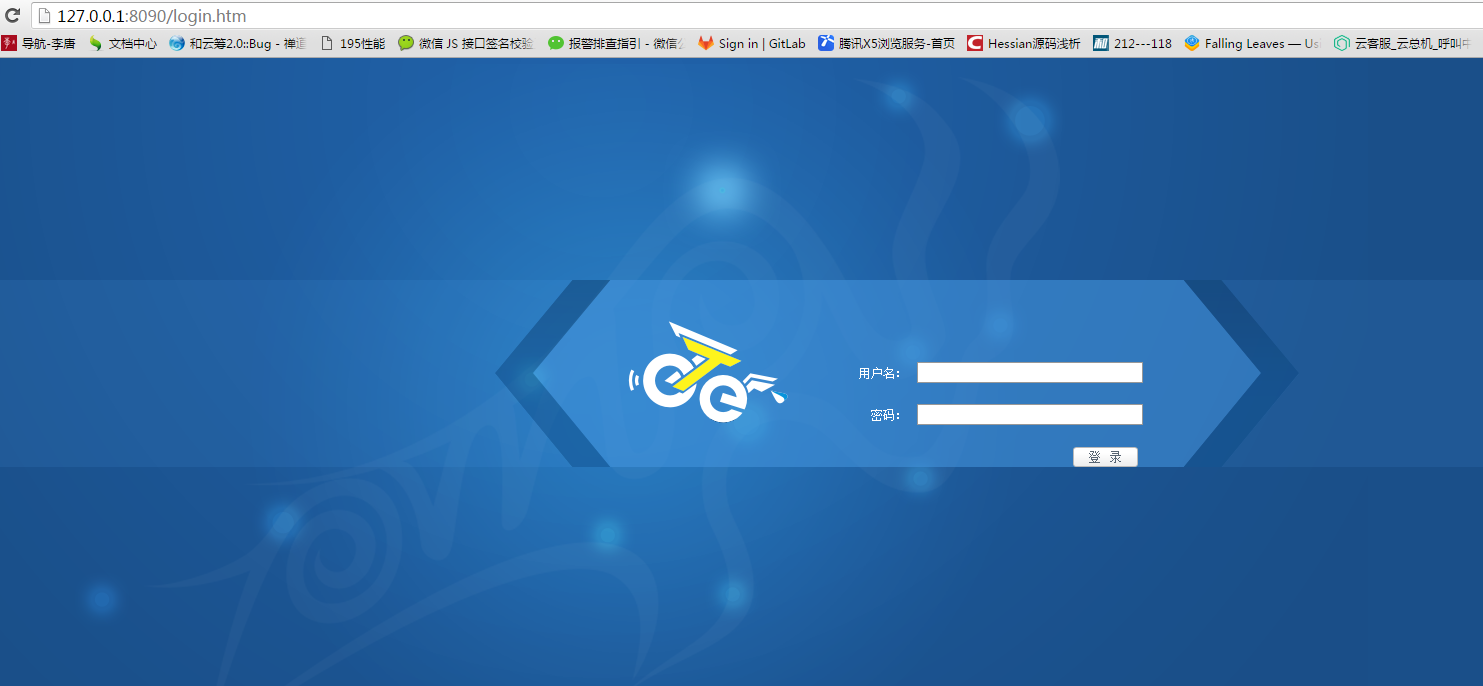 127.0.0.1:8090/login.htm
导航-李唐 文档中心 和云筹2.0::Bug - 禅道 195性能 微信 JS 接口签名校验 报警排查指引 - 微信公 Sign in | GitLab 腾讯X5浏览服务-首页 Hessian源码浅析 212---118 Falling Leaves — Usi 云客服_云总机_呼叫中
用户名：
密码：
登 录